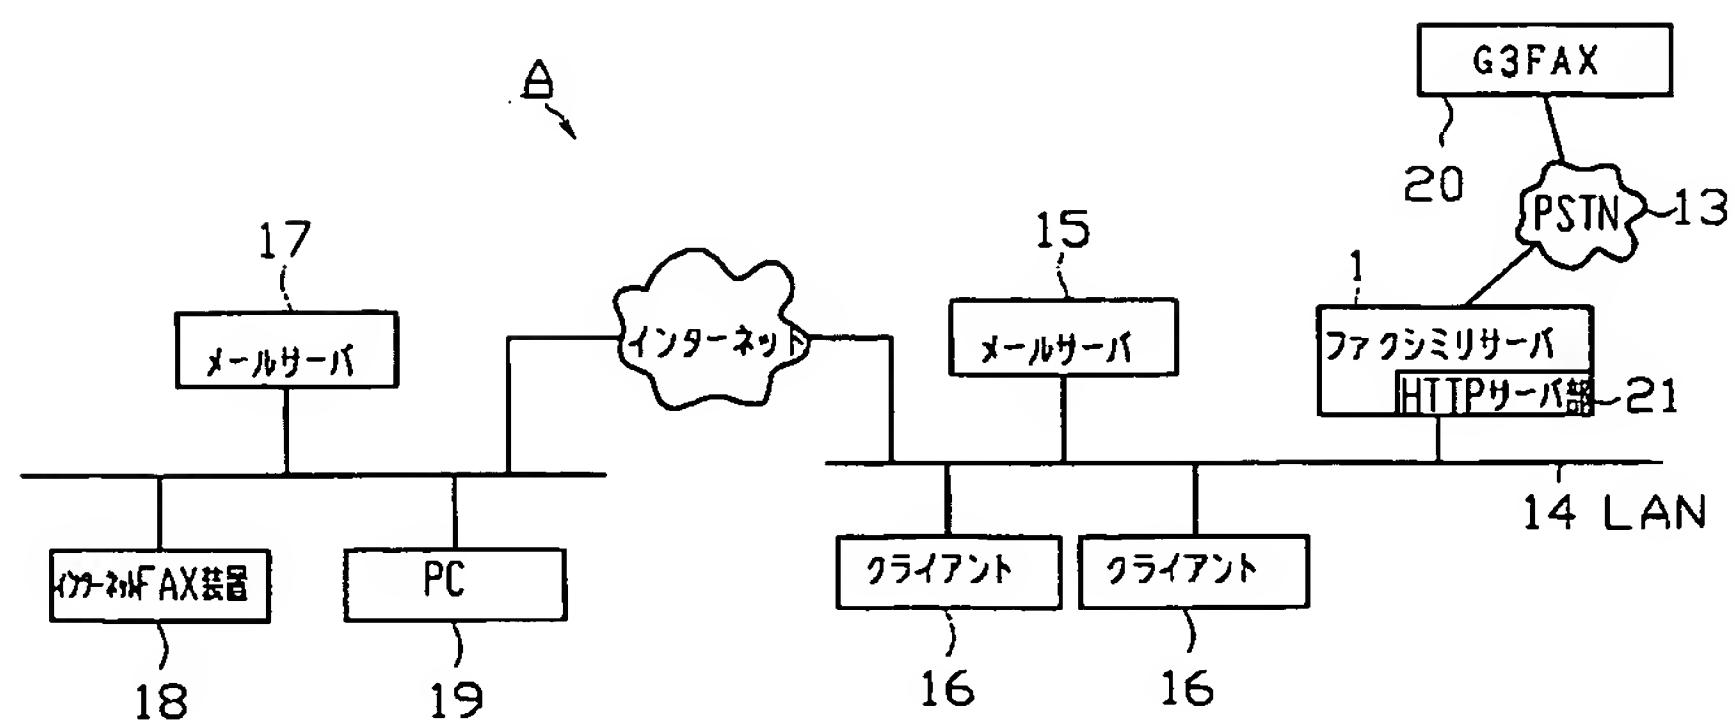 G3FAX
A
20
PSTN
13
17
15
1
メールサーバ
インターネット
メールサーバ
ファクシミリサーバ
HTTPサーバ部
21
14 LAN
インターネットFAX装置
PC
クライアント
クライアント
18
19
16
16